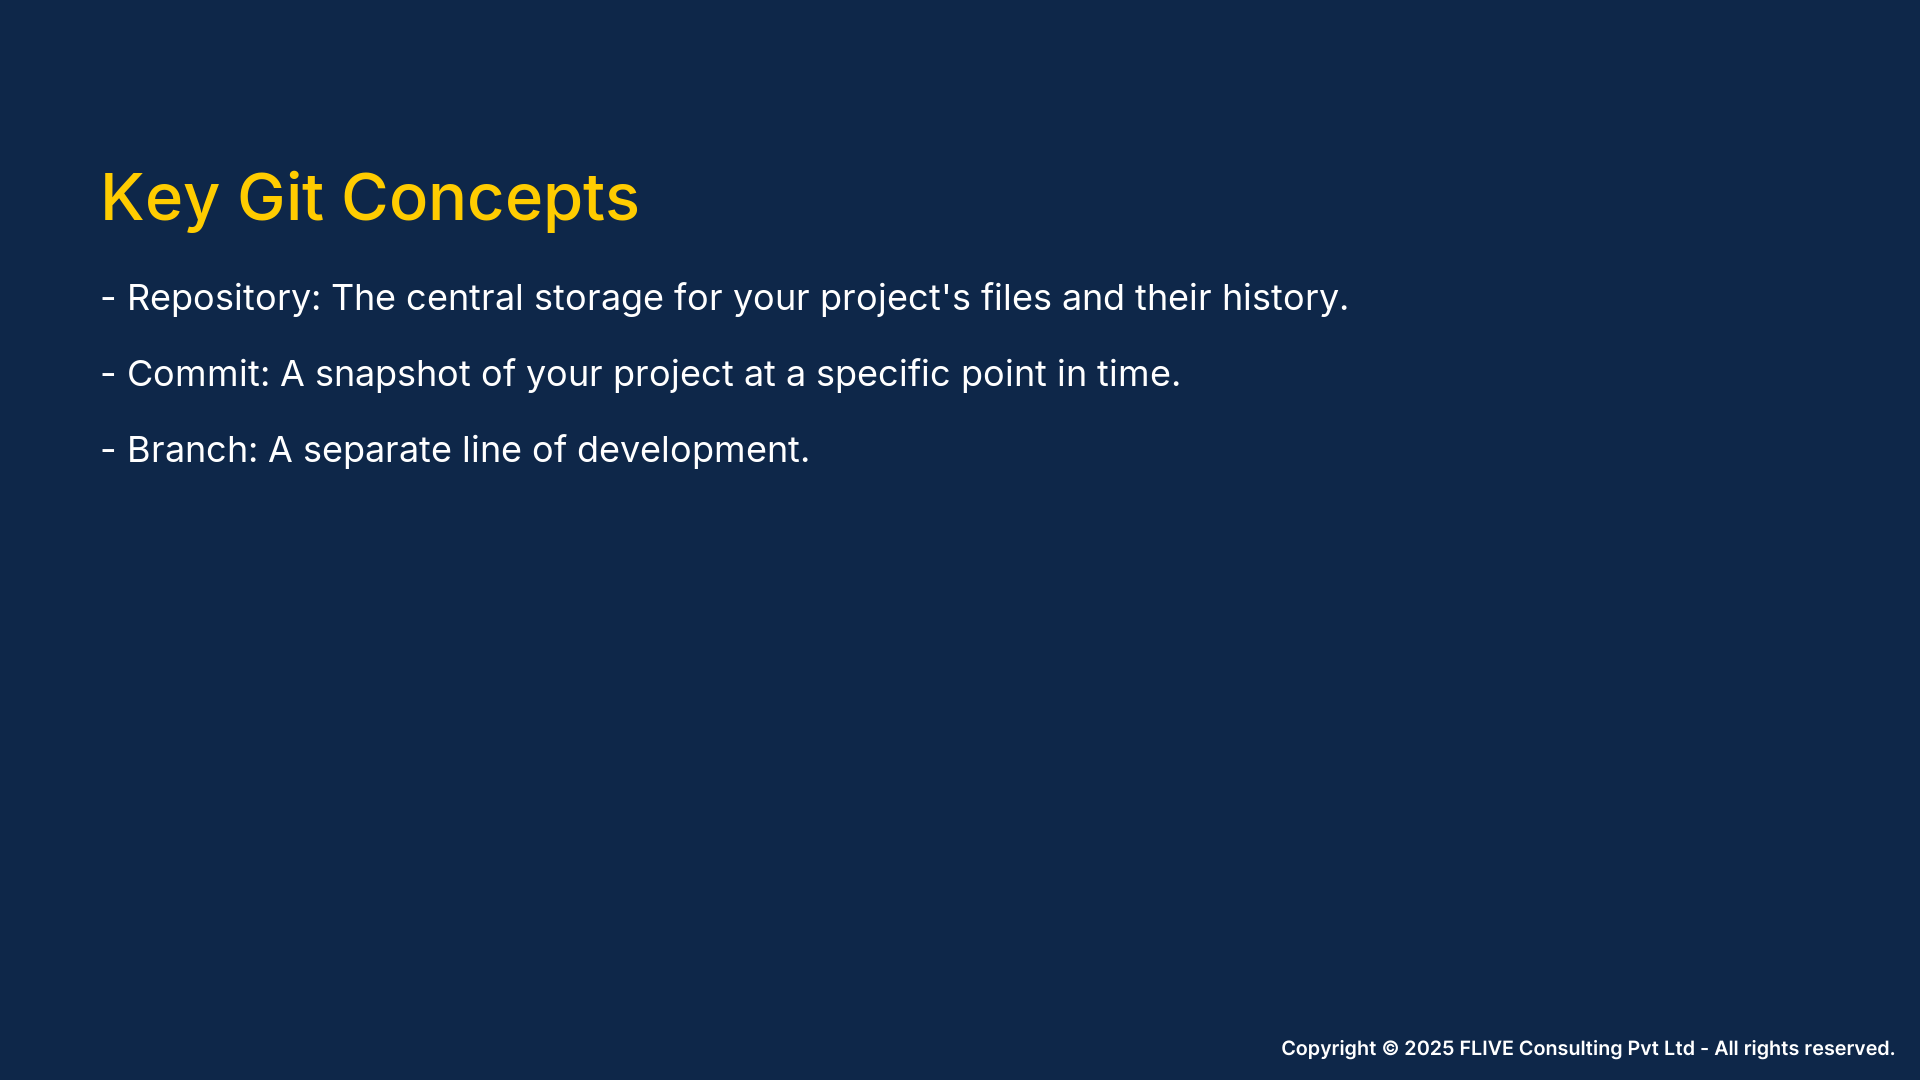 Key Git Concepts
- Repository: The central storage for your project's files and their history.
- Commit: A snapshot of your project at a specific point in time.
- Branch: A separate line of development.
Copyright © 2025 FLIVE Consulting Pvt Ltd - All rights reserved.